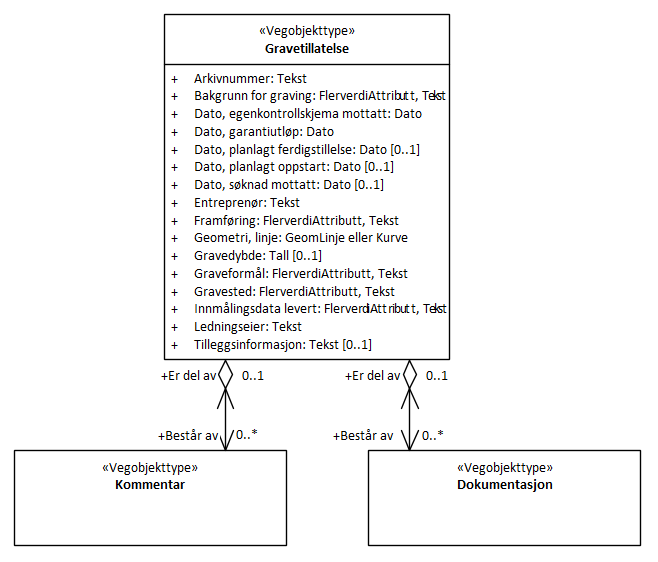 «Vegobjekttype»
Gravetillatelse
+ Arkivnummer: Tekst
+ Bakgrunn for graving: FlerverdiAttributt, Tekst
+ Dato, egenkontrollskjema mottatt: Dato
+ Dato, garantiutløp: Dato
+ Dato, planlagt ferdigstillelse: Dato [0..1]
+ Dato, planlagt oppstart: Dato [0..1]
+ Dato, søknad mottatt: Dato [0..1]
+ Entreprenør: Tekst
+ Framføring: FlerverdiAttributt, Tekst
+ Geometri, linje: GeomLinje eller Kurve
+ Gravedybde: Tall [0..1]
+ Graveformål: FlerverdiAttributt, Tekst
+ Gravested: FlerverdiAttributt, Tekst
+ Innmålingsdata levert: FlerverdiAttributt, Tekst
+ Ledningseier: Tekst
+ Tilleggsinformasjon: Tekst [0..1]
+Er del av 0..1 +Er del av 0..1
+Består av 0..* +Består av 0..*
«Vegobjekttype»
Kommentar
«Vegobjekttype»
Dokumentasjon